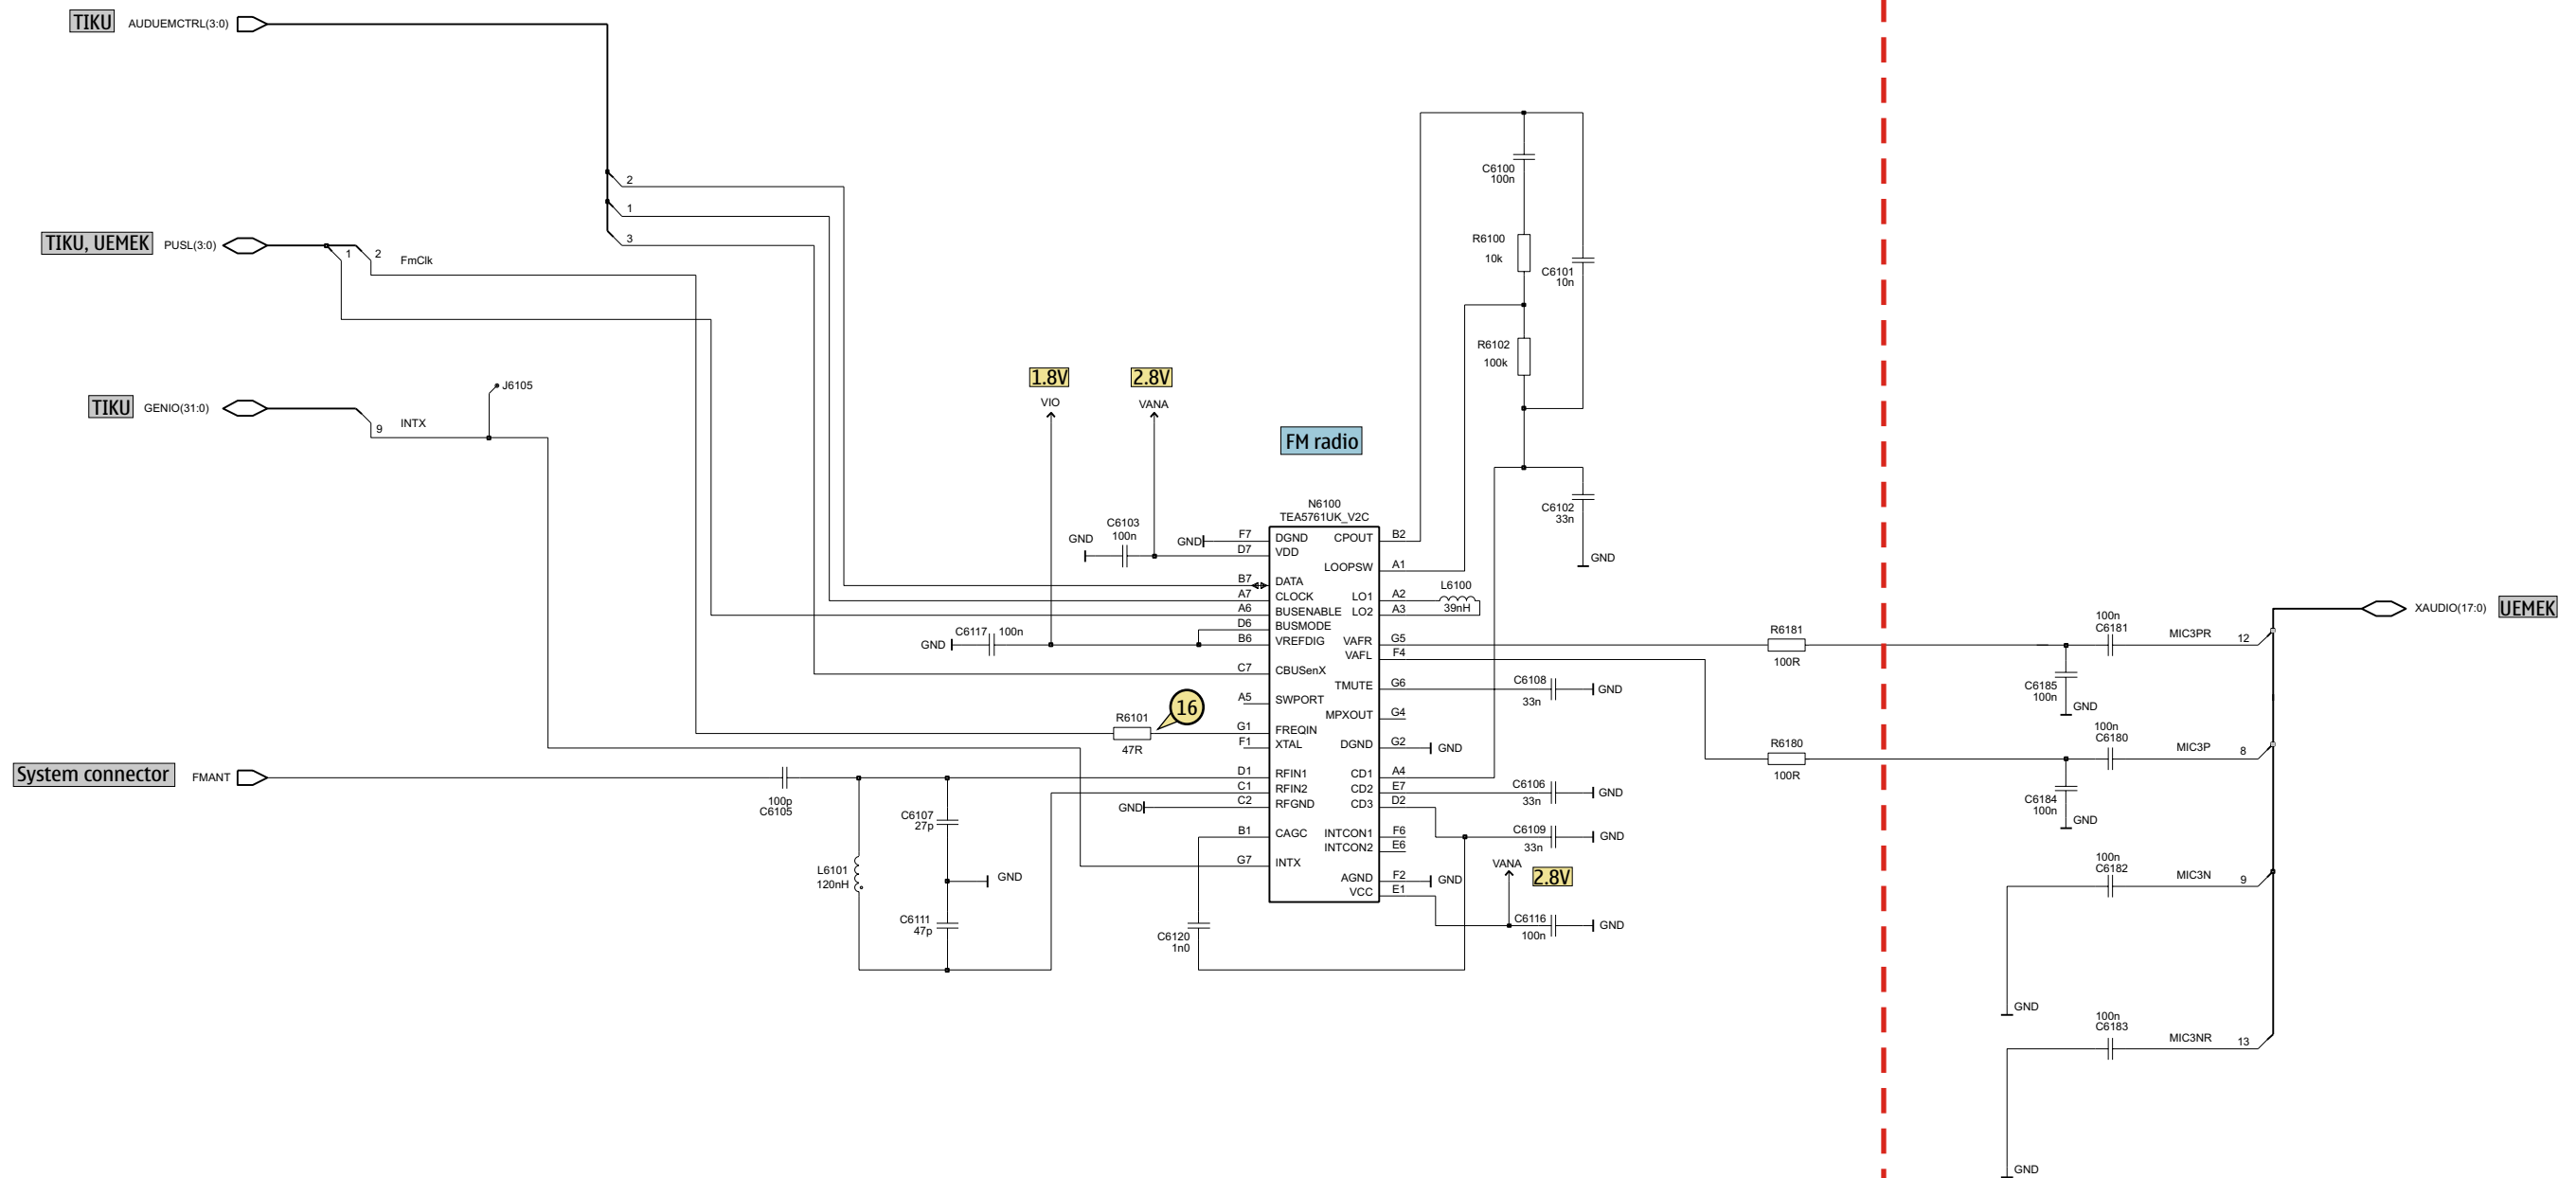 TIKU AUDUEMCTRL(3:0)
2
1
3
TIKU, UEMEK PUSL(3:0)
1
2 FmClk
TIKU GENIO(31:0)
J6105
9 INTX
System connector FMANT
100p
C6105
L6101
120nH
C6107
27p
GND
C6111
47p
1.8V
VIO
2.8V
VANA
FM radio
N6100
TEA5761UK_V2C
C6103
100n
GND
GND
C6117 100n
GND
16
R6101
47R
GND
C6120
1n0
F7 DGND
D7 VDD
B7 DATA
A7 CLOCK
A6 BUSENABLE
D6 BUSMODE
B6 VREFDIG
C7 CBUSenX
A5 SWPORT
G1 FREQIN
F1 XTAL
D1 RFIN1
C1 RFIN2
C2 RFGND
B1 CAGC
G7 INTX
CPOUT B2
LOOPSW A1
LO1 A2
LO2 A3
VAFR G5
VAFL F4
TMUTE G6
MPXOUT G4
DGND G2 GND
CD1 A4
CD2 E7
CD3 D2
INTCON1 F6
INTCON2 E6
AGND F2 GND
VCC E1
C6100
100n
R6100
10k
C6101
10n
R6102
100k
C6102
33n
GND
L6100
39nH
C6108
33n
GND
C6106
33n
GND
C6109
33n
GND
VANA
2.8V
C6116
100n
GND
R6181
100R
R6180
100R
100n
C6181
MIC3PR 12
C6185
100n
GND
100n
C6180
MIC3P 8
C6184
100n
GND
100n
C6182
MIC3N 9
GND
100n
C6183
MIC3NR 13
GND
XAUDIO(17:0) UEMEK